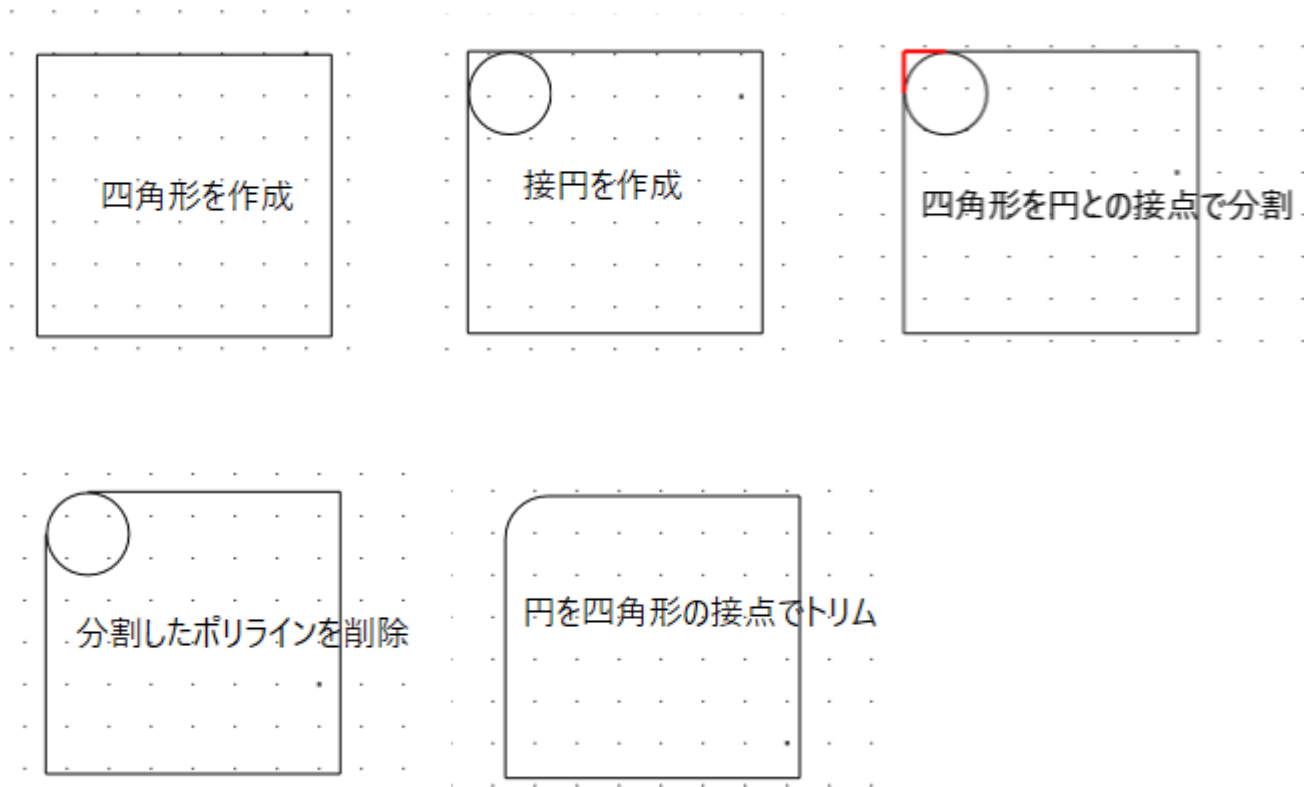 四角形を作成
接円を作成
四角形を円との接点で分割
分割したポリラインを削除
円を四角形の接点でトリム